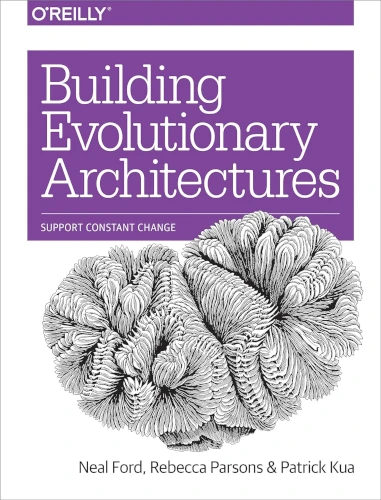 O'REILLY®
Building
Evolutionary
Architectures
SUPPORT CONSTANT CHANGE
Neal Ford, Rebecca Parsons & Patrick Kua